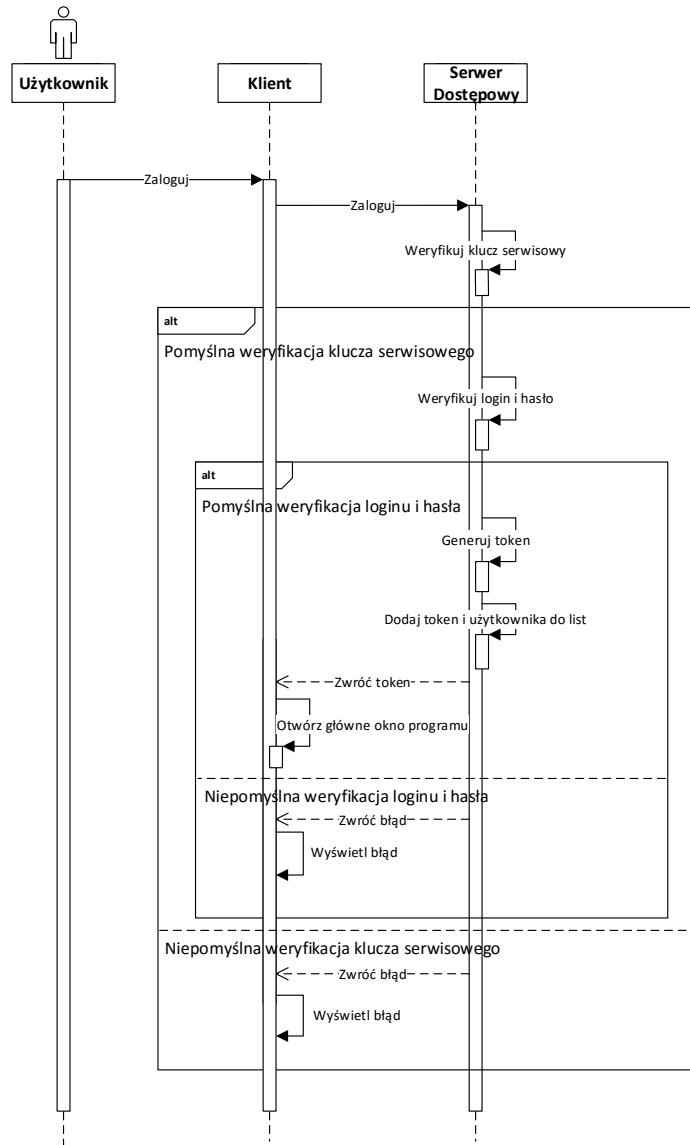 Użytkownik
Klient
Serwer
Dostępowy
Zaloguj
Zaloguj
Weryfikuj klucz serwisowy
alt
Pomyślna weryfikacja klucza serwisowego
Weryfikuj login i hasło
alt
Pomyślna weryfikacja loginu i hasła
Generuj token
Dodaj token i użytkownika do list
Zwróć token
Otwórz główne okno programu
Niepomyślna weryfikacja loginu i hasła
Zwróć błąd
Wyświetl błąd
Niepomyślna weryfikacja klucza serwisowego
Zwróć błąd
Wyświetl błąd